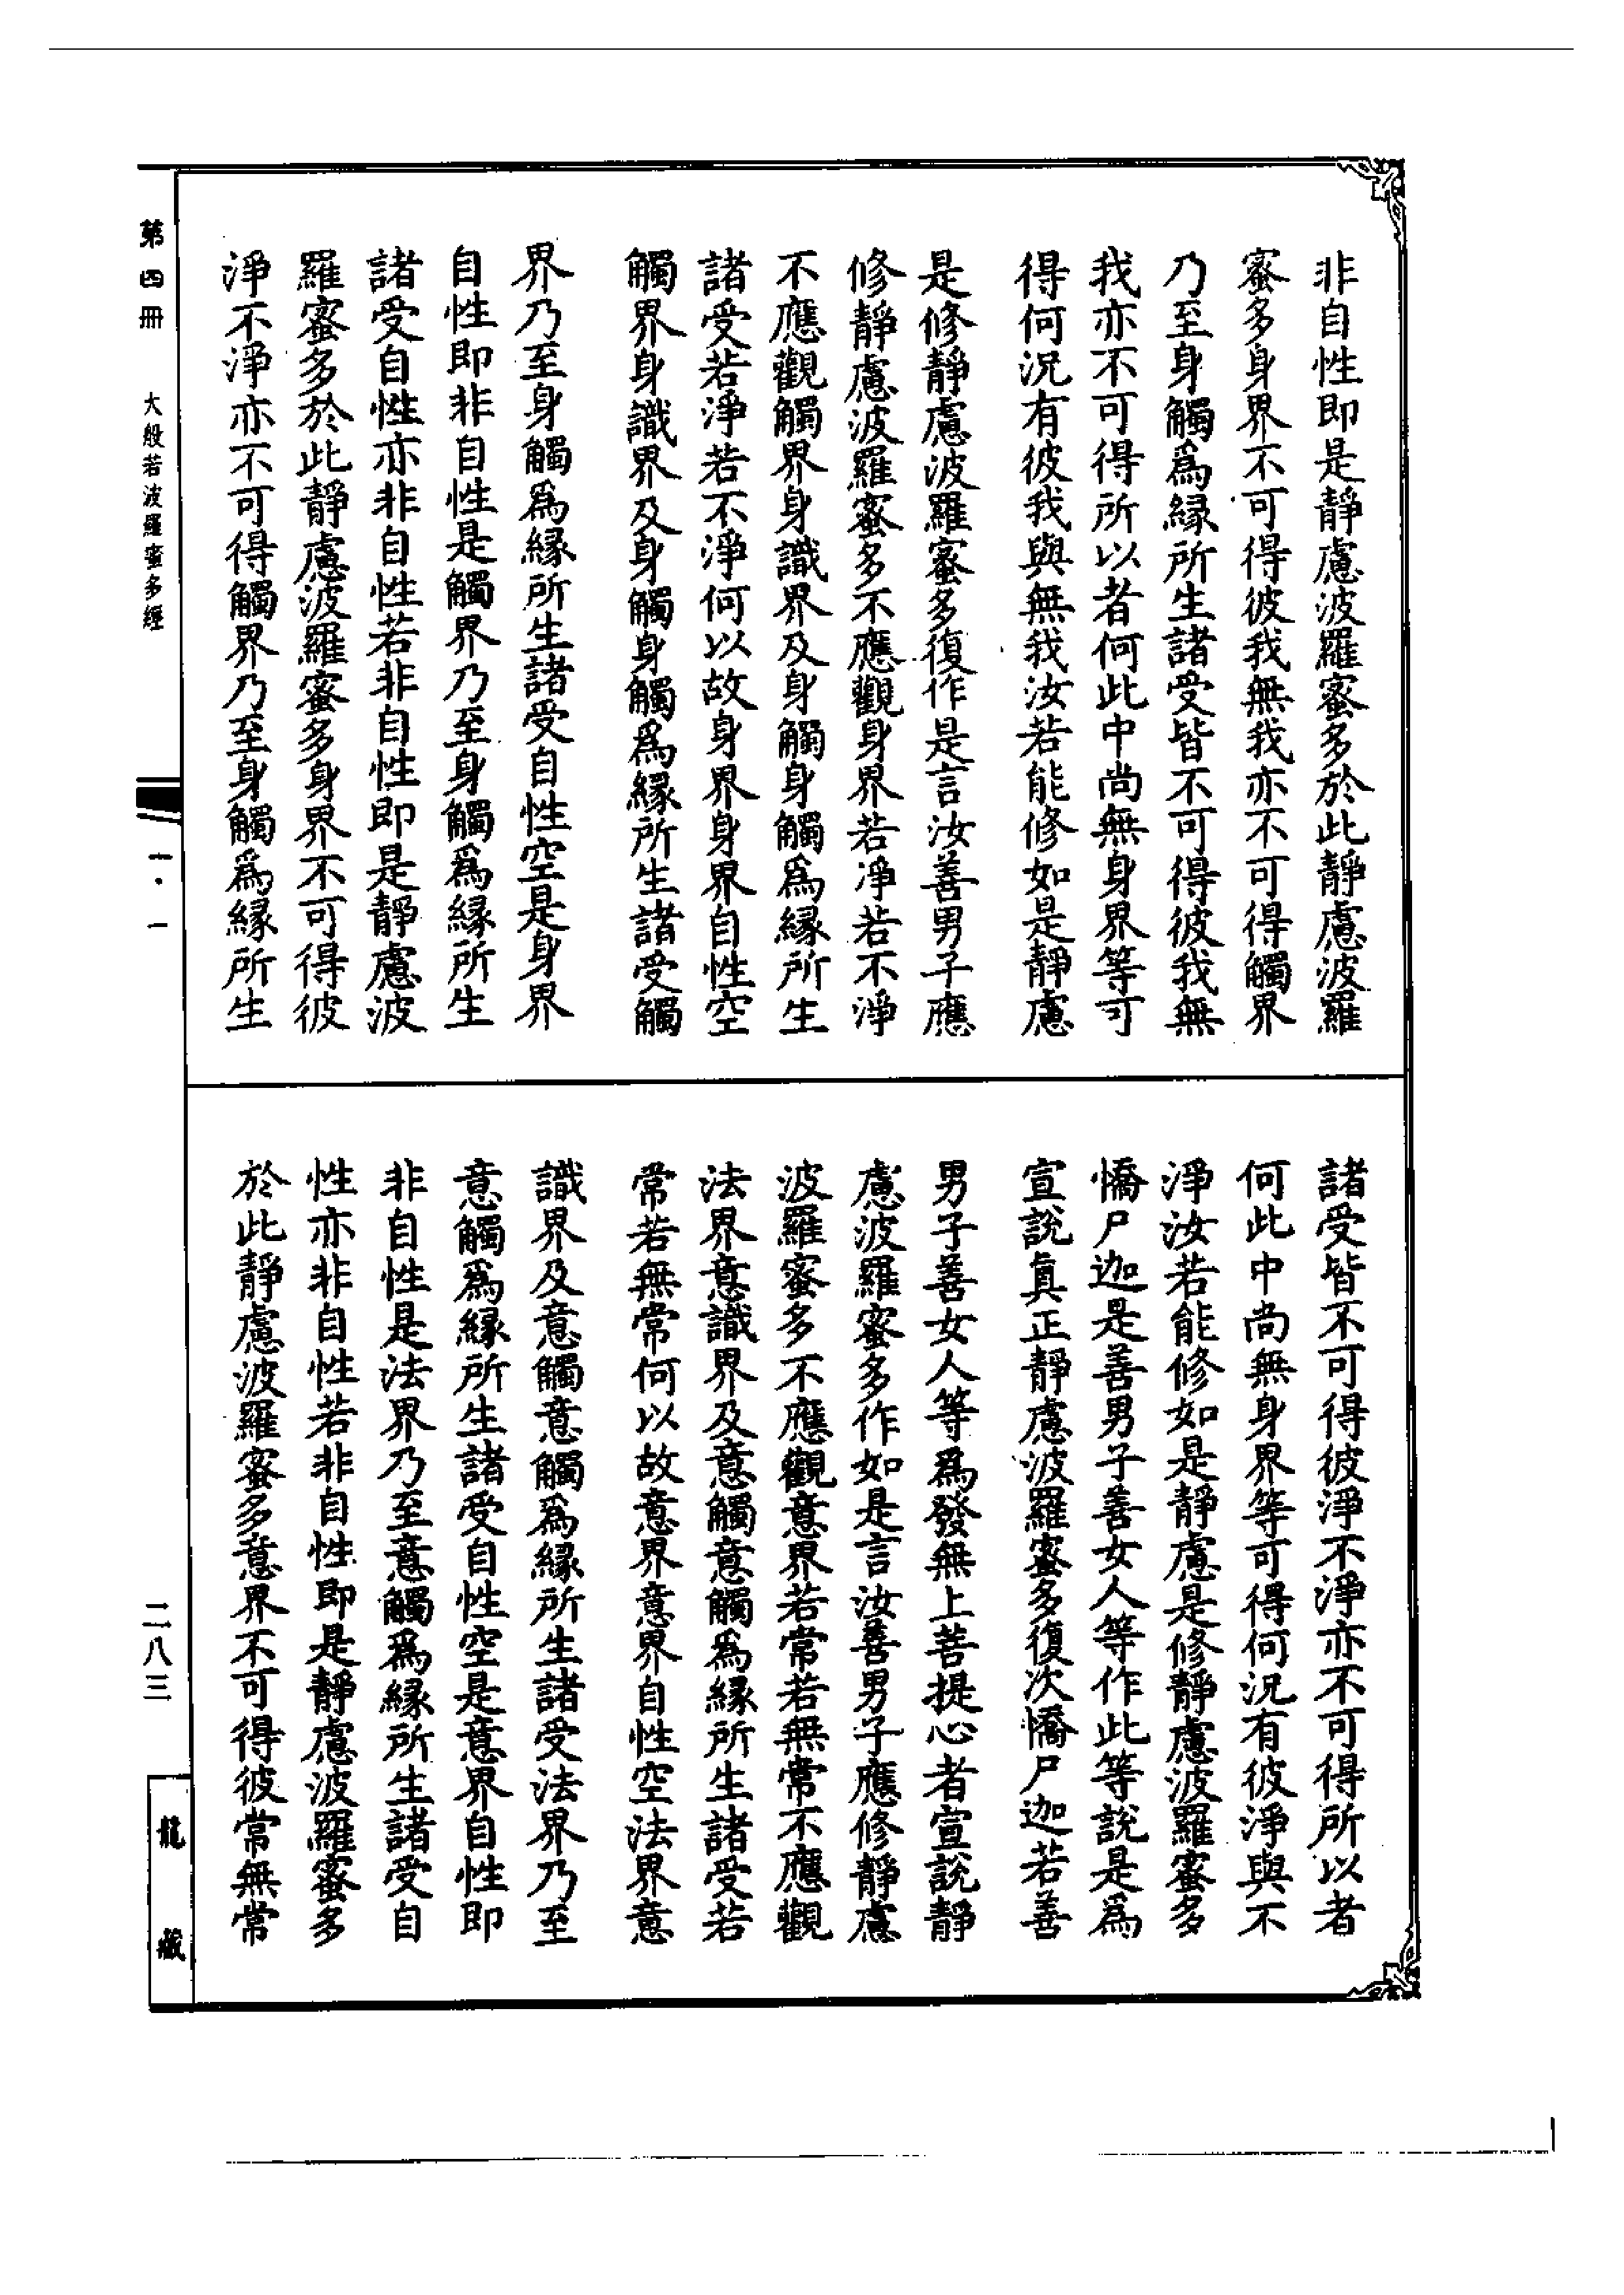 非自性即是靜慮波羅蜜多於此靜慮波羅
蜜多身界不可得彼我無我亦不可得觸界
乃至身觸爲緣所生諸受皆不可得彼我無
我亦不可得所以者何此中尚無身界等可
得何況有彼我與無我汝若能修如是靜慮
是修靜慮波羅蜜多復作是言汝善男子應
修靜慮波羅蜜多不應觀身界若淨若不淨
不應觀觸界身識界及身觸身觸爲緣所生
諸受若淨若不淨何以故身界身界自性空
觸界身識界及身觸身觸爲緣所生諸受觸
界乃至身觸爲緣所生諸受自性空是身界
自性即非自性是觸界乃至身觸爲緣所生
諸受自性亦非自性若非自性即是靜慮波
羅蜜多於此靜慮波羅蜜多身界不可得彼
淨不淨亦不可得觸界乃至身觸爲緣所生
諸受皆不可得彼淨不淨亦不可得所以者
何此中尚無身界等可得何況有彼淨與不
淨汝若能修如是靜慮是修靜慮波羅蜜多
憍尸迦是善男子善女人等作此等說是爲
宣說真正靜慮波羅蜜多復次憍尸迦若善
男子善女人等爲發無上菩提心者宣說靜
慮波羅蜜多作如是言汝善男子應修靜慮
波羅蜜多不應觀意界若常若無常不應觀
法界意識界及意觸意觸爲緣所生諸受若
常若無常何以故意界意界自性空法界意
識界及意觸意觸爲緣所生諸受法界乃至
意觸爲緣所生諸受自性空是意界自性即
非自性是法界乃至意觸爲緣所生諸受自
性亦非自性若非自性即是靜慮波羅蜜多
於此靜慮波羅蜜多意界不可得彼常無常
第四冊 大般若波羅蜜多經 一·一 二八三
龍藏